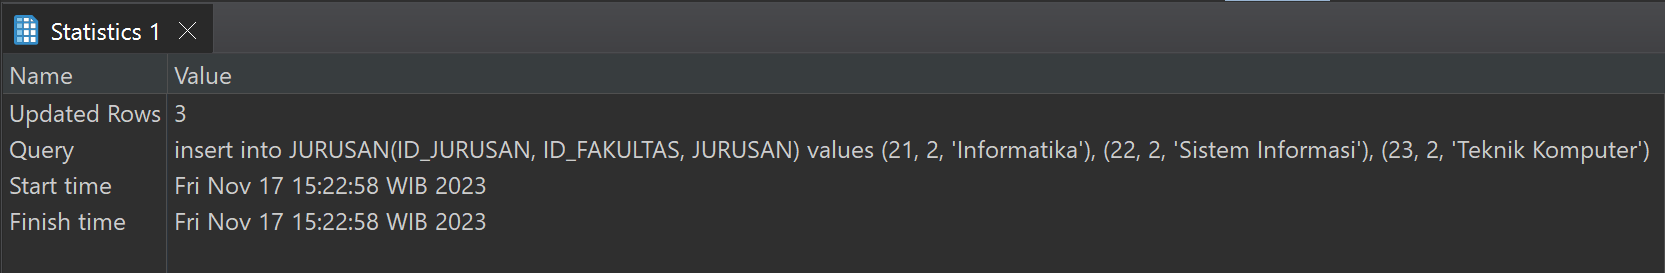 Statistics 1
Name Value
Updated Rows 3
Query insert into JURUSAN(ID_JURUSAN, ID_FAKULTAS, JURUSAN) values (21, 2, 'Informatika'), (22, 2, 'Sistem Informasi'), (23, 2, 'Teknik Komputer')
Start time Fri Nov 17 15:22:58 WIB 2023
Finish time Fri Nov 17 15:22:58 WIB 2023